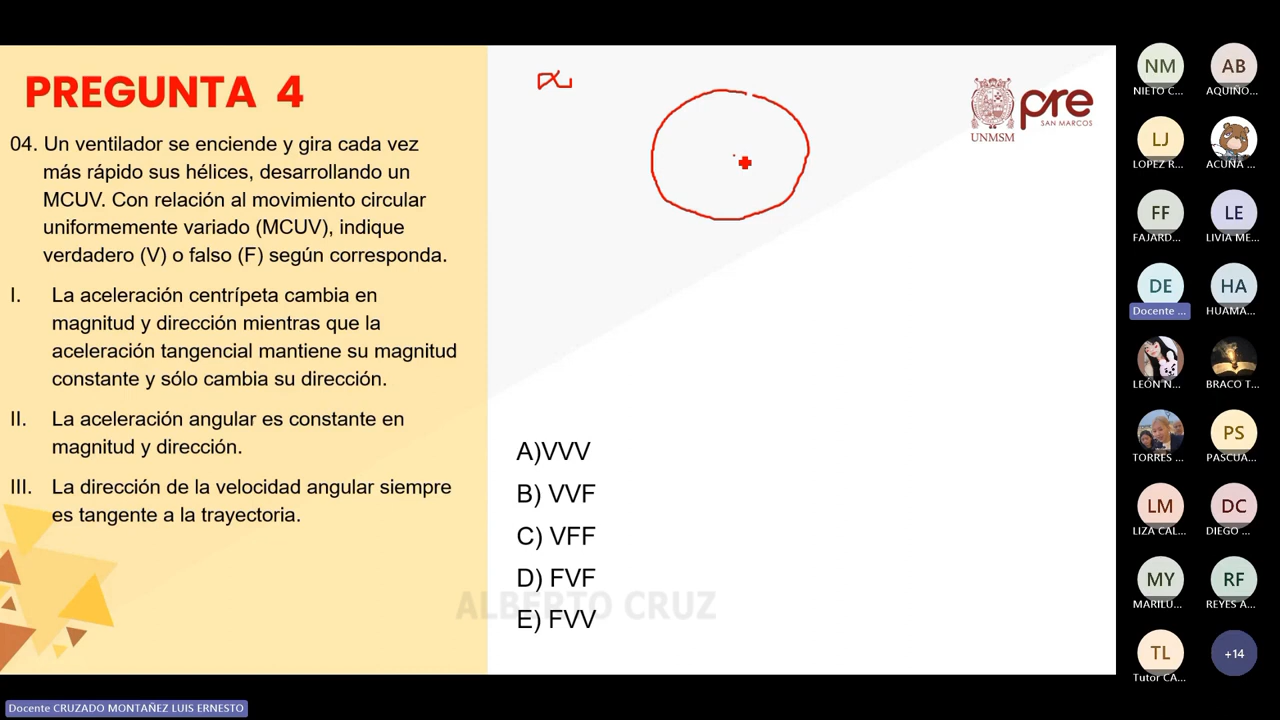 PREGUNTA 4
04. Un ventilador se enciende y gira cada vez
más rápido sus hélices, desarrollando un
MCUV. Con relación al movimiento circular
uniformemente variado (MCUV), indique
verdadero (V) o falso (F) según corresponda.
I. La aceleración centrípeta cambia en
magnitud y dirección mientras que la
aceleración tangencial mantiene su magnitud
constante y sólo cambia su dirección.
II. La aceleración angular es constante en
magnitud y dirección.
III. La dirección de la velocidad angular siempre
es tangente a la trayectoria.
α
UNMSM
pre
SAN MARCOS
A)VVV
B) VVF
C) VFF
D) FVF
E) FVV
ALBERTO CRUZ
NM
NIETO C...
AB
AQUIÑO...
LJ
LOPEZ R...
ACUÑA ...
FF
FAJARD...
LE
LIVIA ME...
DE
Docente ...
HA
HUAMA...
LEÓN N...
BRACO T...
TORRES ...
PS
PASCUA...
LM
LIZA CAL...
DC
DIEGO ...
MY
MARILÚ...
RF
REYES A...
TL
Tutor CA...
+14
Docente CRUZADO MONTAÑEZ LUIS ERNESTO